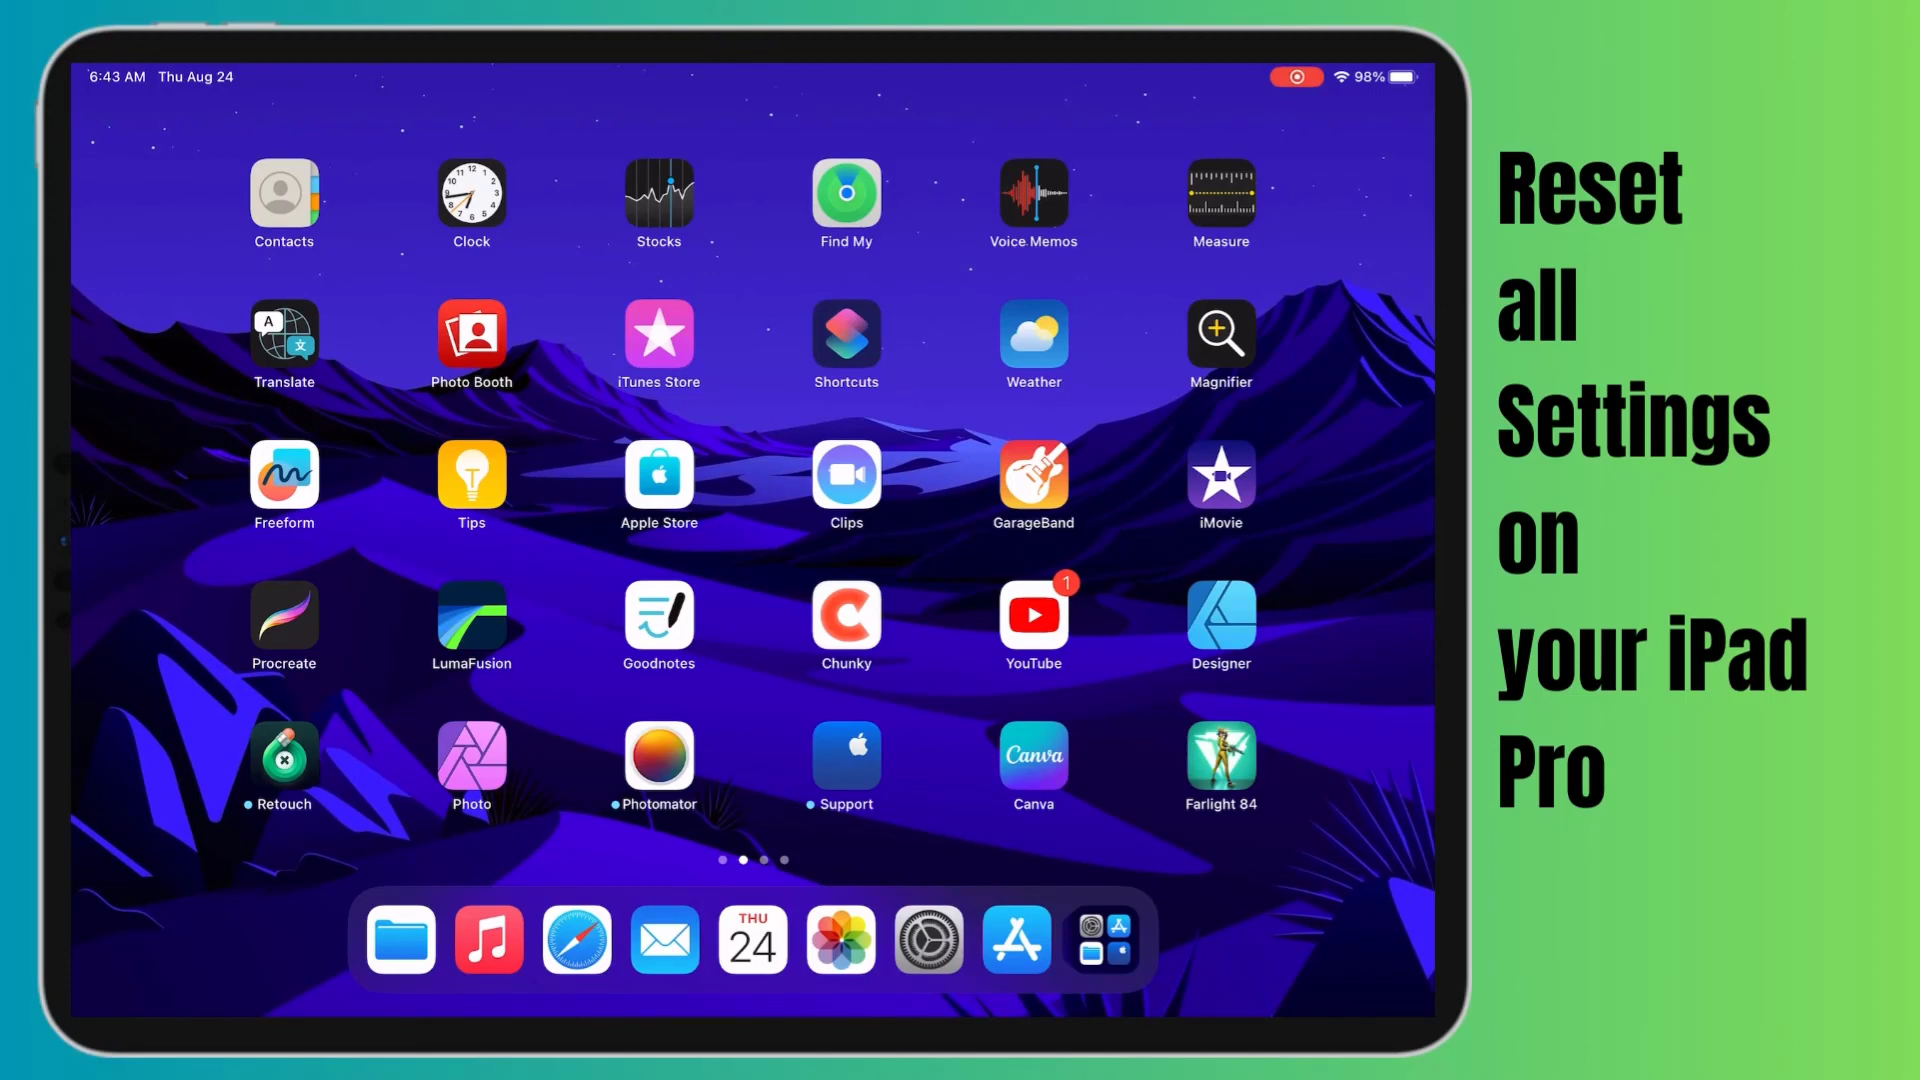 6:43 AM Thu Aug 24
98%
Contacts
Clock
Stocks
Find My
Voice Memos
Measure
Translate
Photo Booth
iTunes Store
Shortcuts
Weather
Magnifier
Freeform
Tips
Apple Store
Clips
GarageBand
iMovie
1
Procreate
LumaFusion
Goodnotes
Chunky
YouTube
Designer
Canva
Retouch
Photo
Photomator
Support
Canva
Farlight 84
THU
24
Reset
all
Settings
on
your iPad
Pro